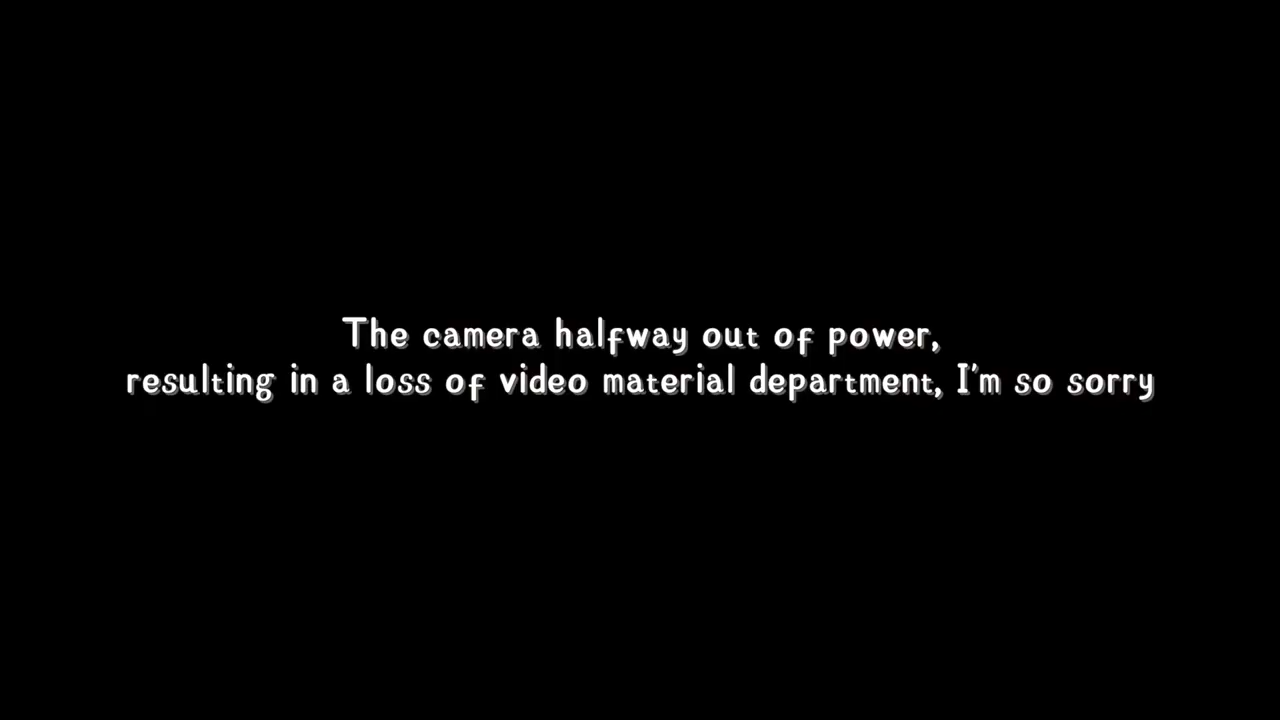 The camera halfway out of power,
resulting in a loss of video material department, I'm so sorry